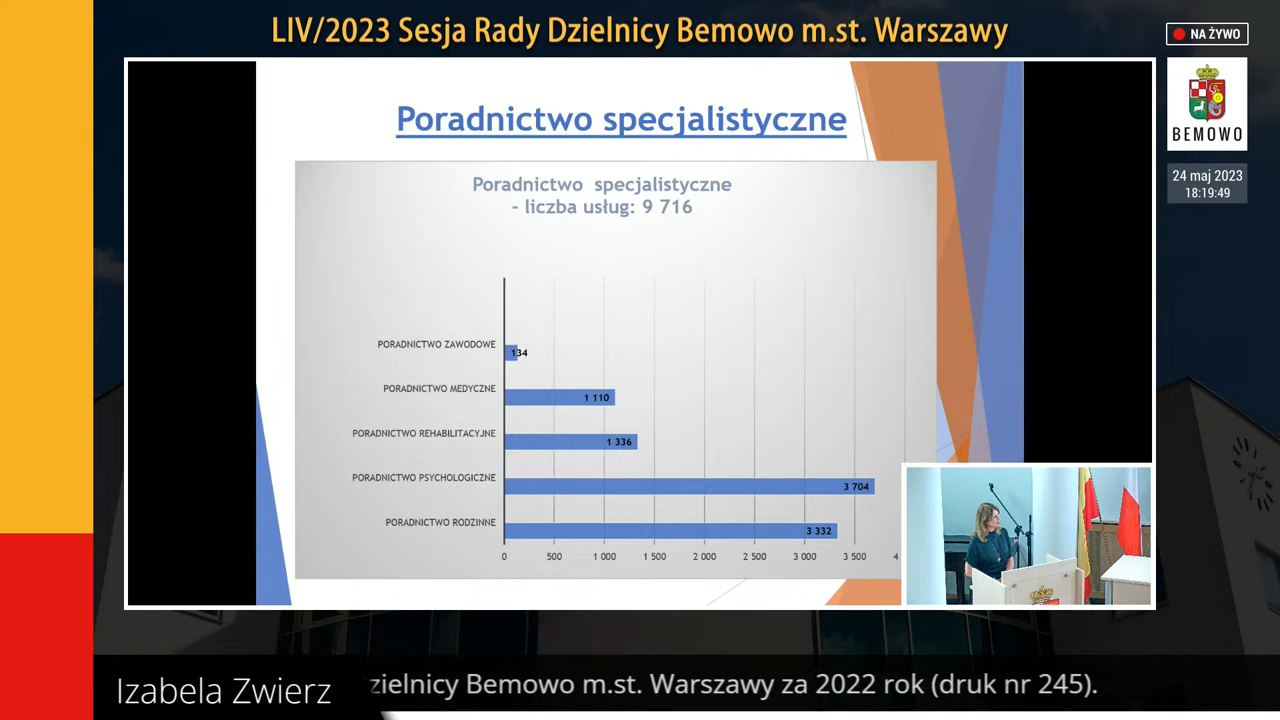 LIV/2023 Sesja Rady Dzielnicy Bemowo m.st. Warszawy
NA ŻYWO
BEMOWO
24 maj 2023
18:19:49
Poradnictwo specjalistyczne
Poradnictwo specjalistyczne
- liczba usług: 9 716
PORADNICTWO ZAWODOWE
134
PORADNICTWO MEDYCZNE
1 110
PORADNICTWO REHABILITACYJNE
1 336
PORADNICTWO PSYCHOLOGICZNE
3 704
PORADNICTWO RODZINNE
3 332
0 500 1 000 1 500 2 000 2 500 3 000 3 500 4
Izabela Zwierz
zielnicy Bemowo m.st. Warszawy za 2022 rok (druk nr 245).